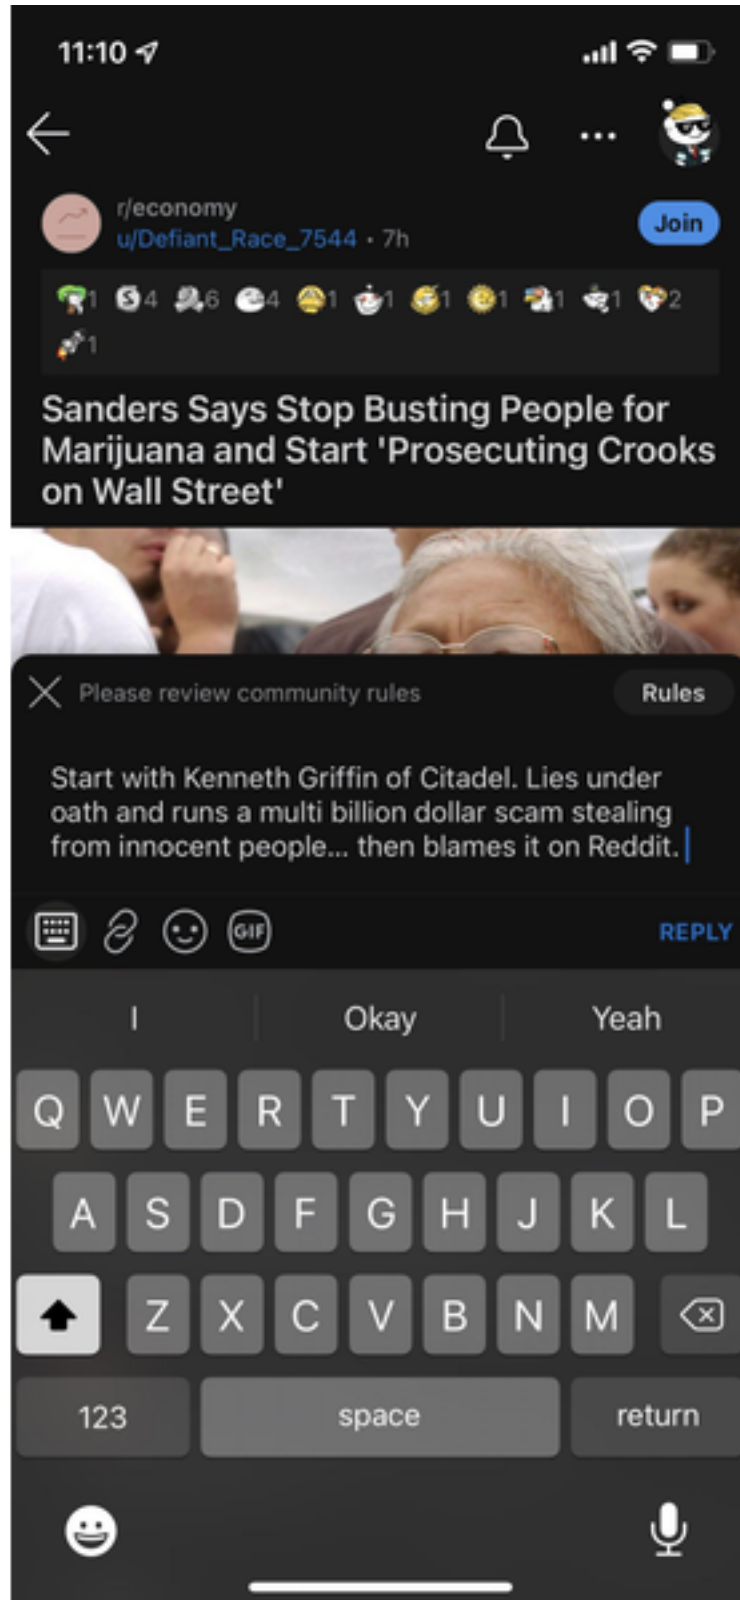 11:10
r/economy
u/Defiant_Race_7544 • 7h
Join
1 S 4 6 4 1 1 1 1 1 1 2
1
Sanders Says Stop Busting People for
Marijuana and Start 'Prosecuting Crooks
on Wall Street'
Please review community rules
Rules
Start with Kenneth Griffin of Citadel. Lies under
oath and runs a multi billion dollar scam stealing
from innocent people... then blames it on Reddit.
GIF
REPLY
I Okay Yeah
Q W E R T Y U I O P
A S D F G H J K L
Z X C V B N M
123 space return